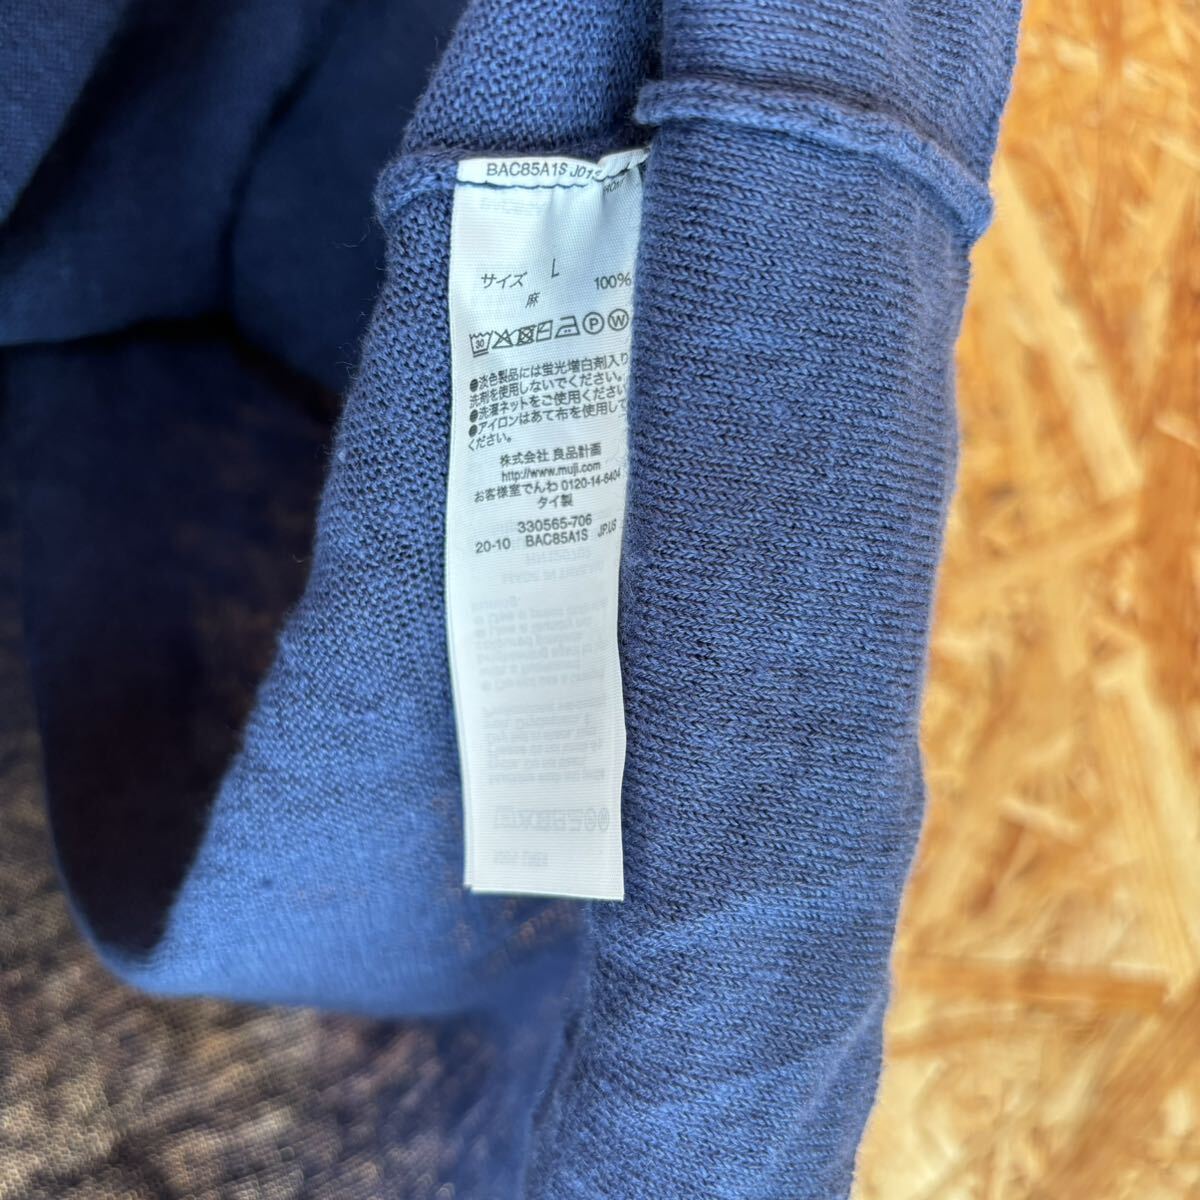 BAC85A1S
サイズ L
麻 100%
30 P W
●淡色製品には蛍光増白剤入り
洗剤を使用しないでください。
●洗濯ネットをご使用ください
●アイロンはあて布を使用して
ください。
株式会社 良品計画
http://www.muji.com
お客様室でんわ 0120-14-6404
タイ製
330565-706
20-10 BAC85A1S JP.US